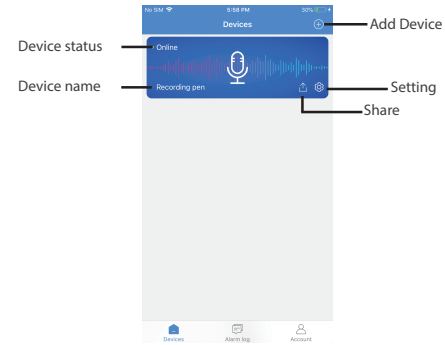 No SIM 5:58 PM 30%
Devices
Add Device
Device status
Online
Device name
Recording pen
Setting
Share
Devices
Alarm log
Account